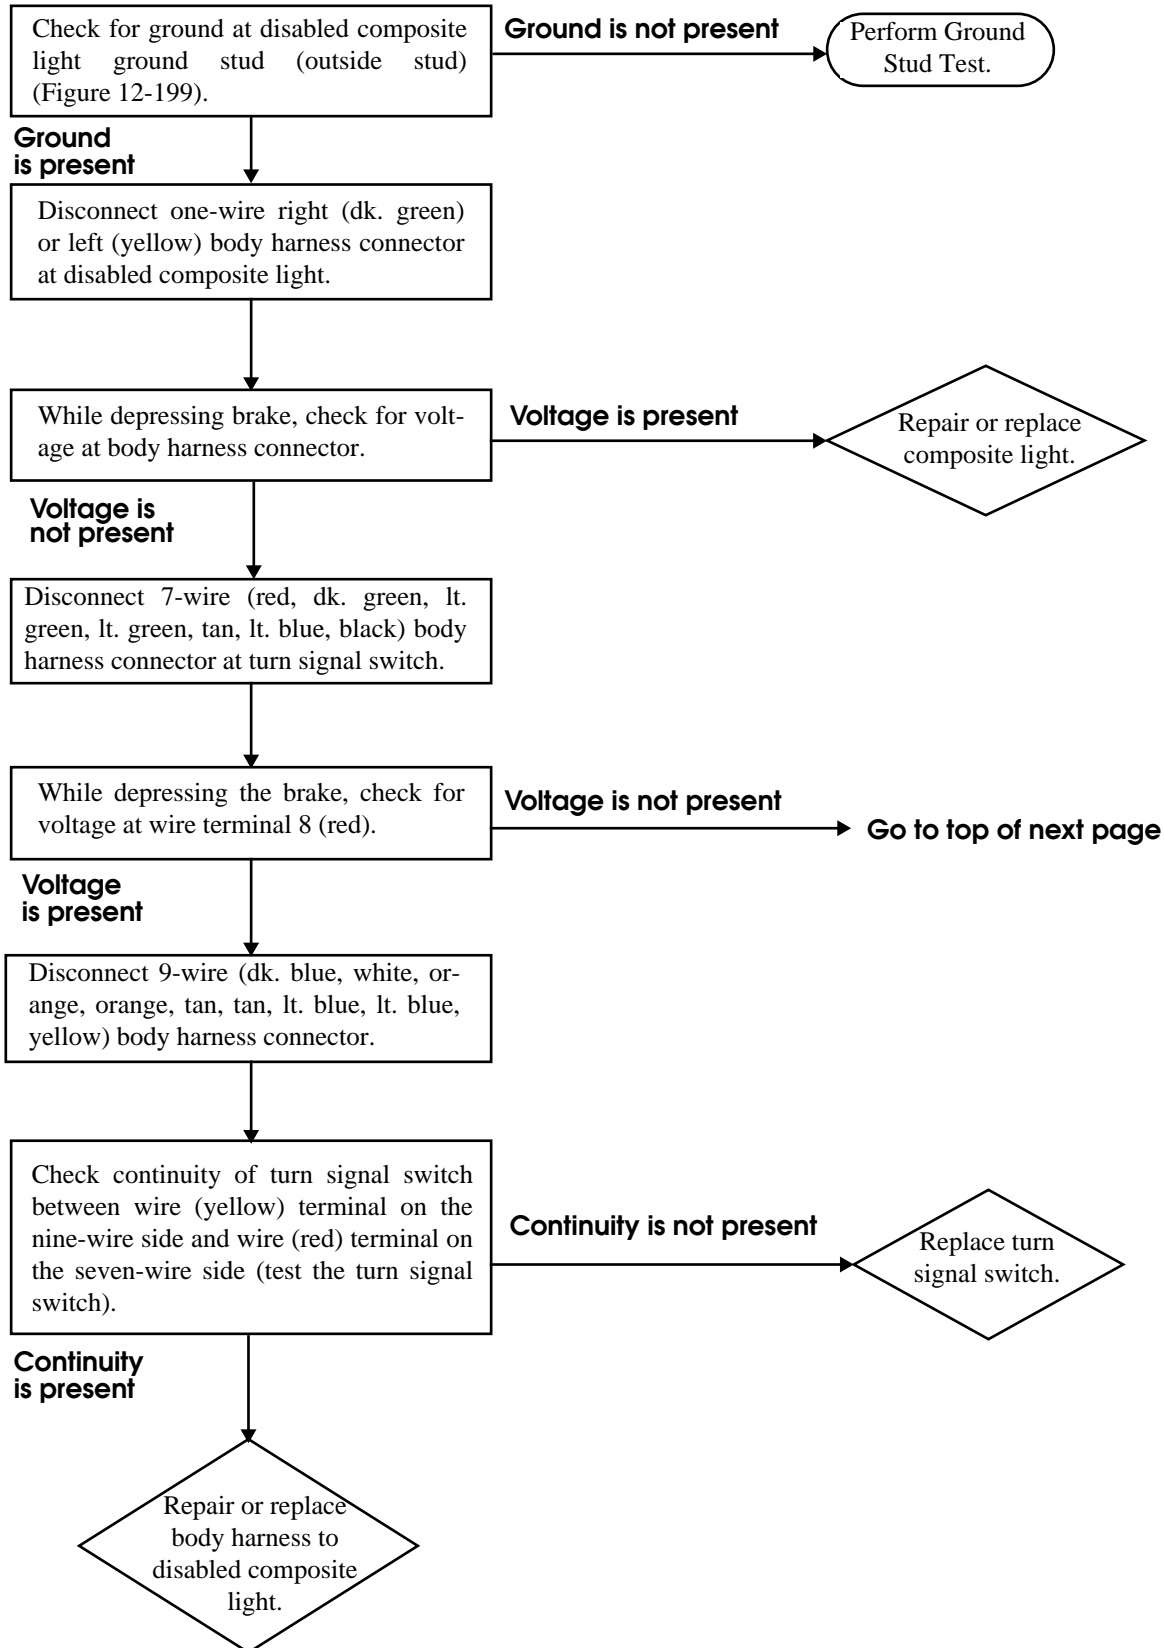 Check for ground at disabled composite
light ground stud (outside stud)
(Figure 12-199).
Ground is not present
Perform Ground
Stud Test.
Ground
is present
Disconnect one-wire right (dk. green)
or left (yellow) body harness connector
at disabled composite light.
While depressing brake, check for volt-
age at body harness connector.
Voltage is present
Repair or replace
composite light.
Voltage is
not present
Disconnect 7-wire (red, dk. green, lt.
green, lt. green, tan, lt. blue, black) body
harness connector at turn signal switch.
While depressing the brake, check for
voltage at wire terminal 8 (red).
Voltage is not present
Go to top of next page
Voltage
is present
Disconnect 9-wire (dk. blue, white, or-
ange, orange, tan, tan, lt. blue, lt. blue,
yellow) body harness connector.
Check continuity of turn signal switch
between wire (yellow) terminal on the
nine-wire side and wire (red) terminal on
the seven-wire side (test the turn signal
switch).
Continuity is not present
Replace turn
signal switch.
Continuity
is present
Repair or replace
body harness to
disabled composite
light.